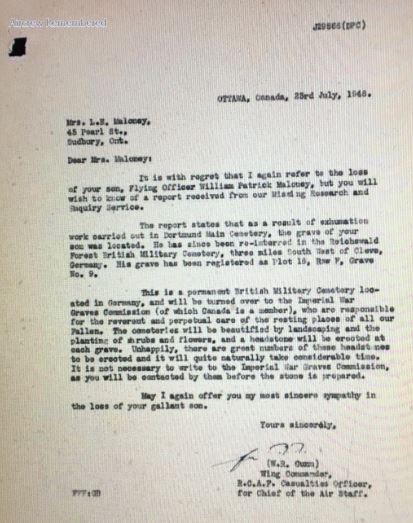 Aircrew Remembered
J29566(DPC)
OTTAWA, Canada, 23rd July, 1948.
Mrs. L.E. Maloney,
45 Pearl St.,
Sudbury, Ont.
Dear Mrs. Maloney:
It is with regret that I again refer to the loss
of your son, Flying Officer William Patrick Maloney, but you will
wish to know of a report received from our Missing Research and
Enquiry Service.
The report states that as a result of exhumation
work carried out in Dortmund Main Cemetery, the grave of your
son was located. He has since been re-interred in the Reichswald
Forest British Military Cemetery, three miles South West of Cleve,
Germany. His grave has been registered as Plot 18, Row F, Grave
No. 9.
This is a permanent British Military Cemetery loc-
ated in Germany, and will be turned over to the Imperial War
Graves Commission (of which Canada is a member), who are responsible
for the reverent and perpetual care of the resting places of all
Fallen. The cemeteries will be beautified by landscaping and the
planting of shrubs and flowers, and a headstone will be erected at
each grave. Unhappily, there are great numbers of these headstones
to be erected and it will quite naturally take considerable time.
It is not necessary to write to the Imperial War Graves Commission,
as you will be contacted by them before the stone is prepared.
May I again offer you my most sincere sympathy in
the loss of your gallant son.
Yours sincerely,
(W.R. Gunn)
Wing Commander,
R.C.A.F. Casualties Officer,
for Chief of the Air Staff.